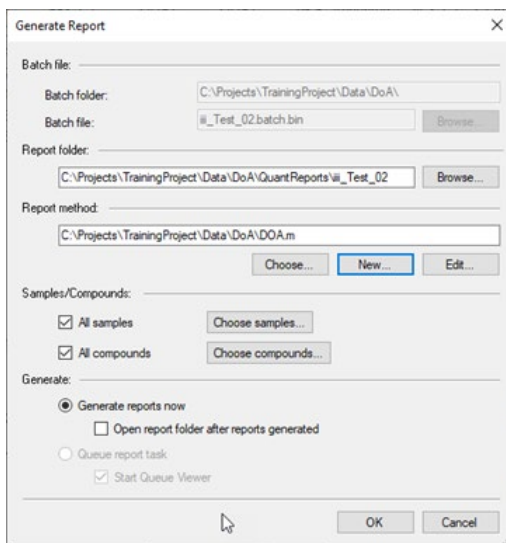 Generate Report
Batch file:
Batch folder: C:\Projects\TrainingProject\Data\DoA\
Batch file: iii_Test_02.batch.bin Browse...
Report folder:
C:\Projects\TrainingProject\Data\DoA\QuantReports\iii_Test_02 Browse...
Report method:
C:\Projects\TrainingProject\Data\DoA\DOA.m
Choose... New... Edit...
Samples/Compounds:
All samples Choose samples...
All compounds Choose compounds...
Generate:
Generate reports now
Open report folder after reports generated
Queue report task
Start Queue Viewer
OK Cancel